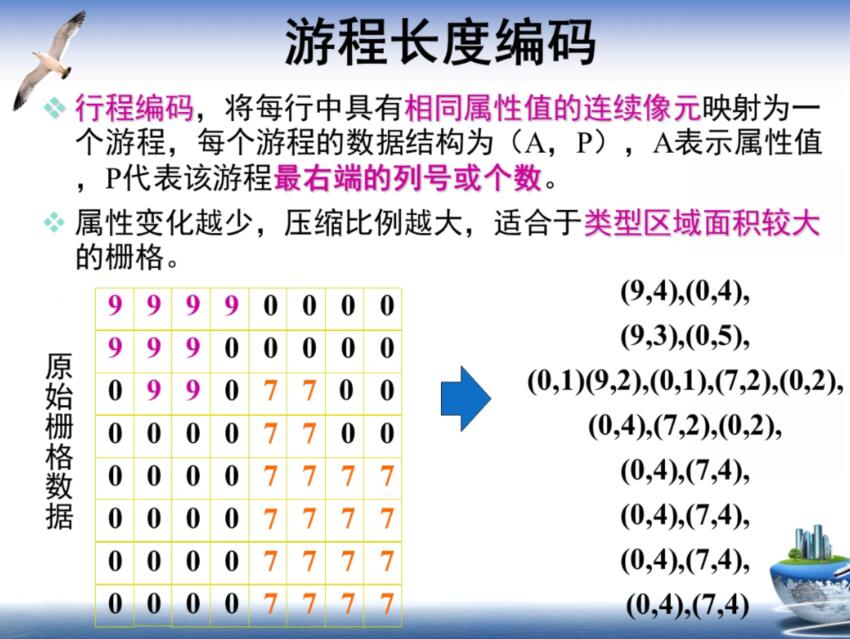 游程长度编码
行程编码，将每行中具有相同属性值的连续像元映射为一
个游程，每个游程的数据结构为（A，P），A表示属性值
，P代表该游程最右端的列号或个数。
属性变化越少，压缩比例越大，适合于类型区域面积较大
的栅格。
原始栅格数据
9 9 9 9 0 0 0 0
9 9 9 0 0 0 0 0
0 9 9 0 7 7 0 0
0 0 0 0 7 7 0 0
0 0 0 0 7 7 7 7
0 0 0 0 7 7 7 7
0 0 0 0 7 7 7 7
0 0 0 0 7 7 7 7
(9,4),(0,4),
(9,3),(0,5),
(0,1)(9,2),(0,1),(7,2),(0,2),
(0,4),(7,2),(0,2),
(0,4),(7,4),
(0,4),(7,4),
(0,4),(7,4),
(0,4),(7,4)